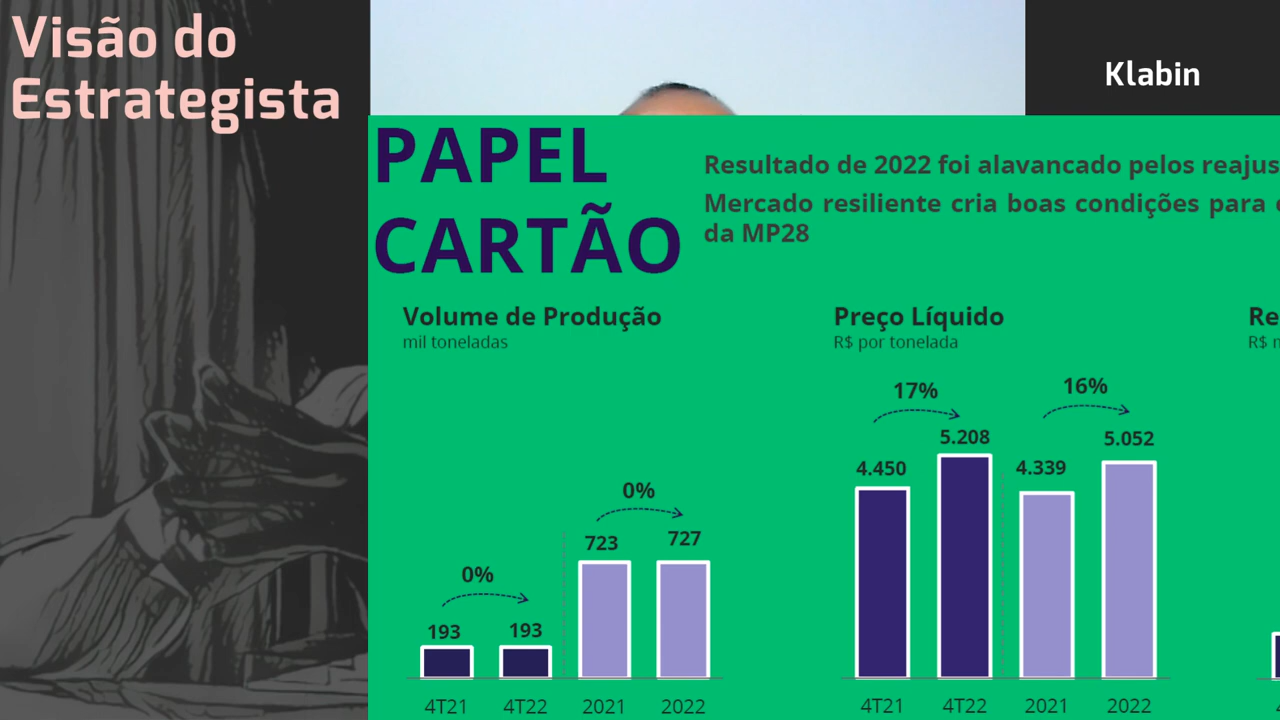 Visão do
Estrategista
Klabin
PAPEL
CARTÃO
Resultado de 2022 foi alavancado pelos reajus
Mercado resiliente cria boas condições para
da MP28
Volume de Produção
mil toneladas
0%
193
193
0%
723
727
4T21
4T22
2021
2022
Preço Líquido
R$ por tonelada
17%
4.450
5.208
16%
4.339
5.052
4T21
4T22
2021
2022
Re
R$ m